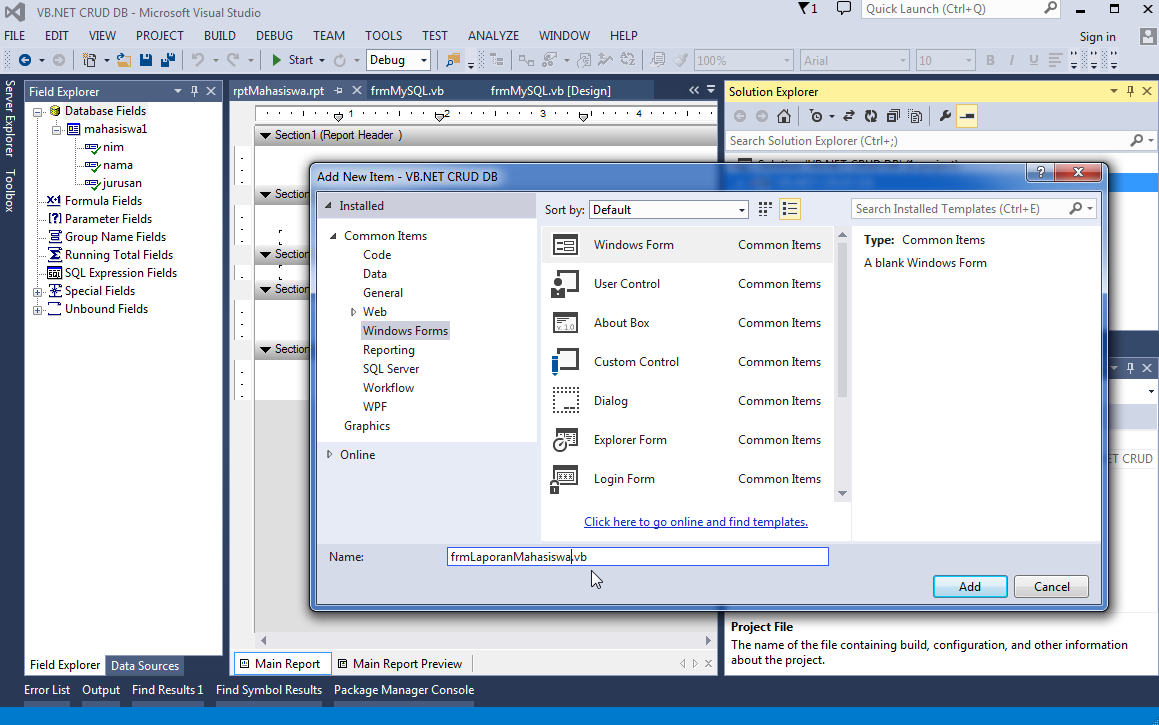 VB.NET CRUD DB - Microsoft Visual Studio
1
Quick Launch (Ctrl+Q)
FILE EDIT VIEW PROJECT BUILD DEBUG TEAM TOOLS TEST ANALYZE WINDOW HELP
Sign in
Start Debug 100% Arial 10 B I U
Server Explorer
Toolbox
Field Explorer
Database Fields
mahasiswa1
nim
nama
jurusan
Formula Fields
Parameter Fields
Group Name Fields
Running Total Fields
SQL Expression Fields
Special Fields
Unbound Fields
Field Explorer Data Sources
rptMahasiswa.rpt frmMySQL.vb frmMySQL.vb [Design]
1 2 3 4
Section1 (Report Header )
Section
Section
Section
Section
Main Report Main Report Preview
Solution Explorer
Search Solution Explorer (Ctrl+;)
Add New Item - VB.NET CRUD DB
Installed
Common Items
Code
Data
General
Web
Windows Forms
Reporting
SQL Server
Workflow
WPF
Graphics
Online
Sort by: Default
Windows Form Common Items
User Control Common Items
About Box Common Items
Custom Control Common Items
Dialog Common Items
Explorer Form Common Items
Login Form Common Items
Click here to go online and find templates.
Search Installed Templates (Ctrl+E)
Type: Common Items
A blank Windows Form
Name: frmLaporanMahasiswa.vb
Add Cancel
ET CRUD
Project File
The name of the file containing build, configuration, and other information
about the project.
Error List Output Find Results 1 Find Symbol Results Package Manager Console